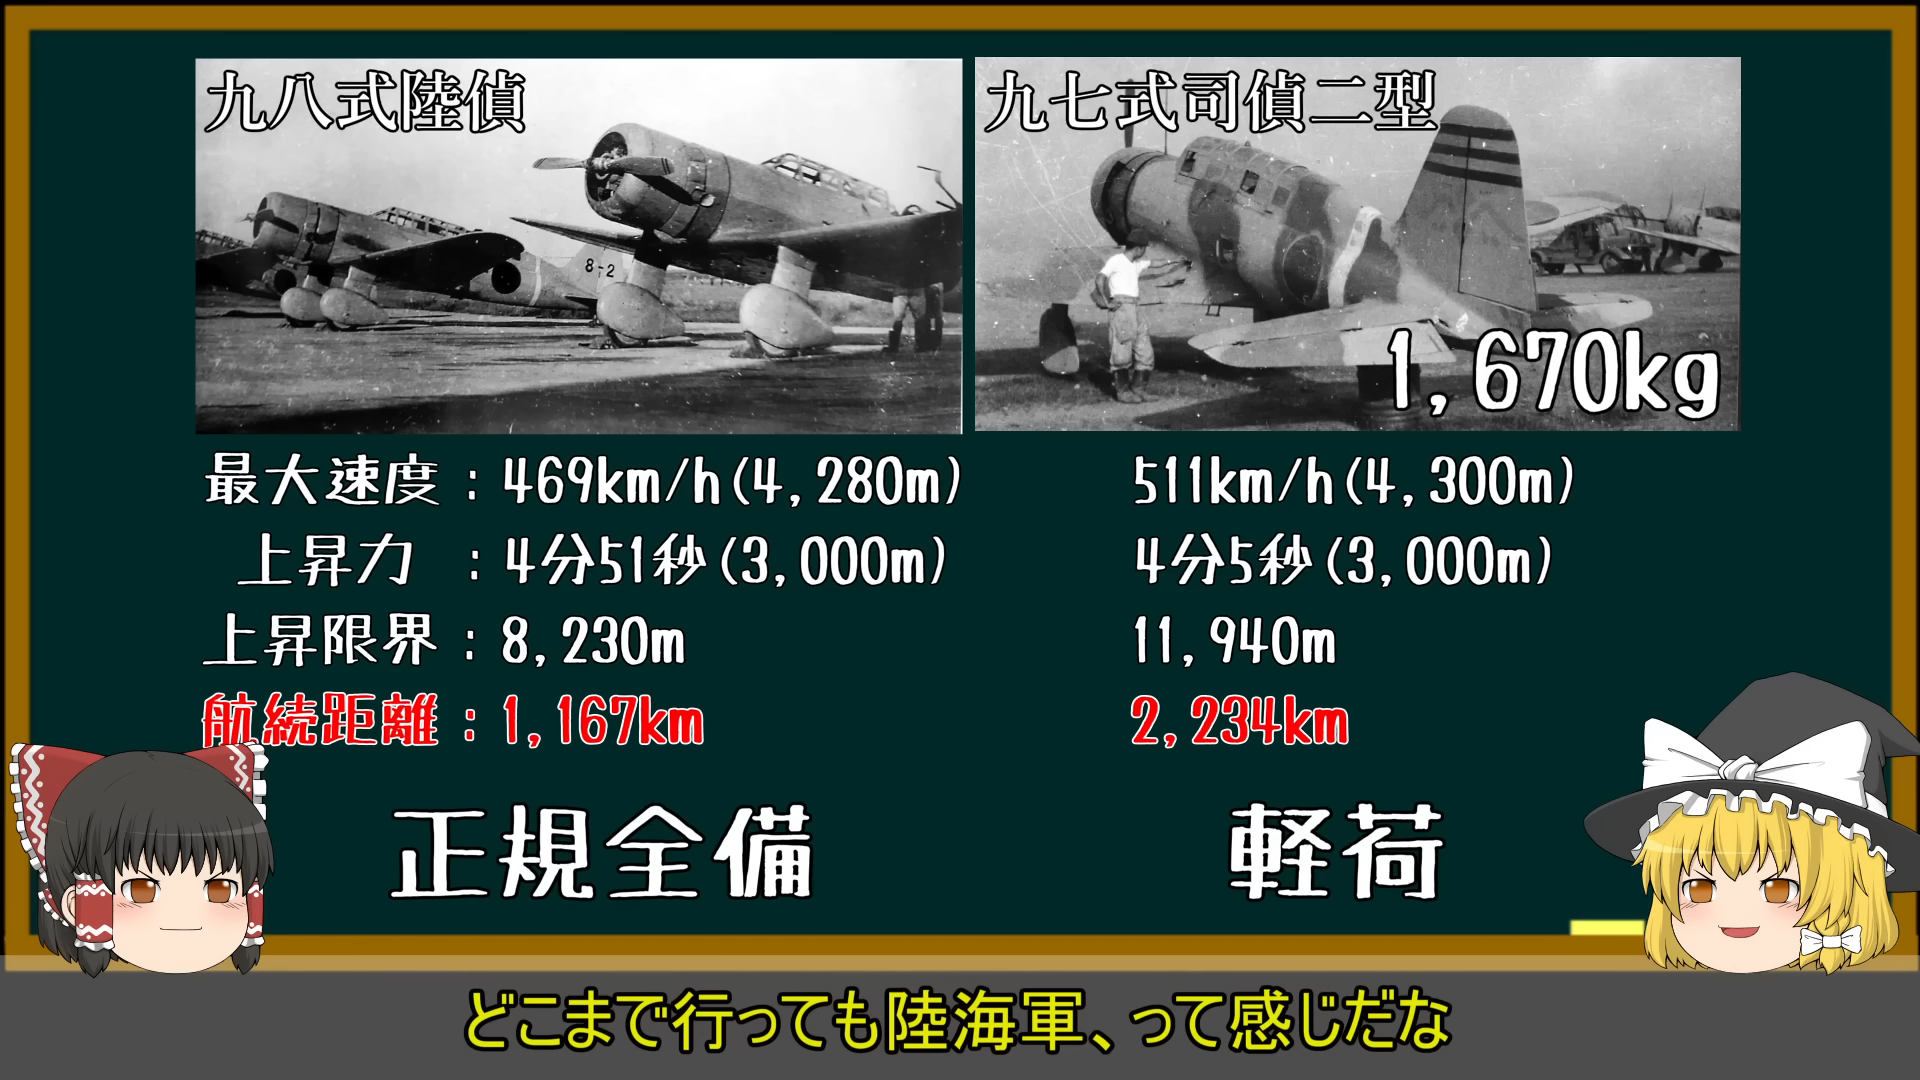 九八式陸偵
九七式司偵二型
8-2
1,670kg
最大速度：469km/h(4,280m)
511km/h(4,300m)
上昇力：4分51秒(3,000m)
4分5秒(3,000m)
上昇限界：8,230m
11,940m
航続距離：1,167km
2,234km
正規全備
軽荷
どこまで行っても陸海軍、って感じだな